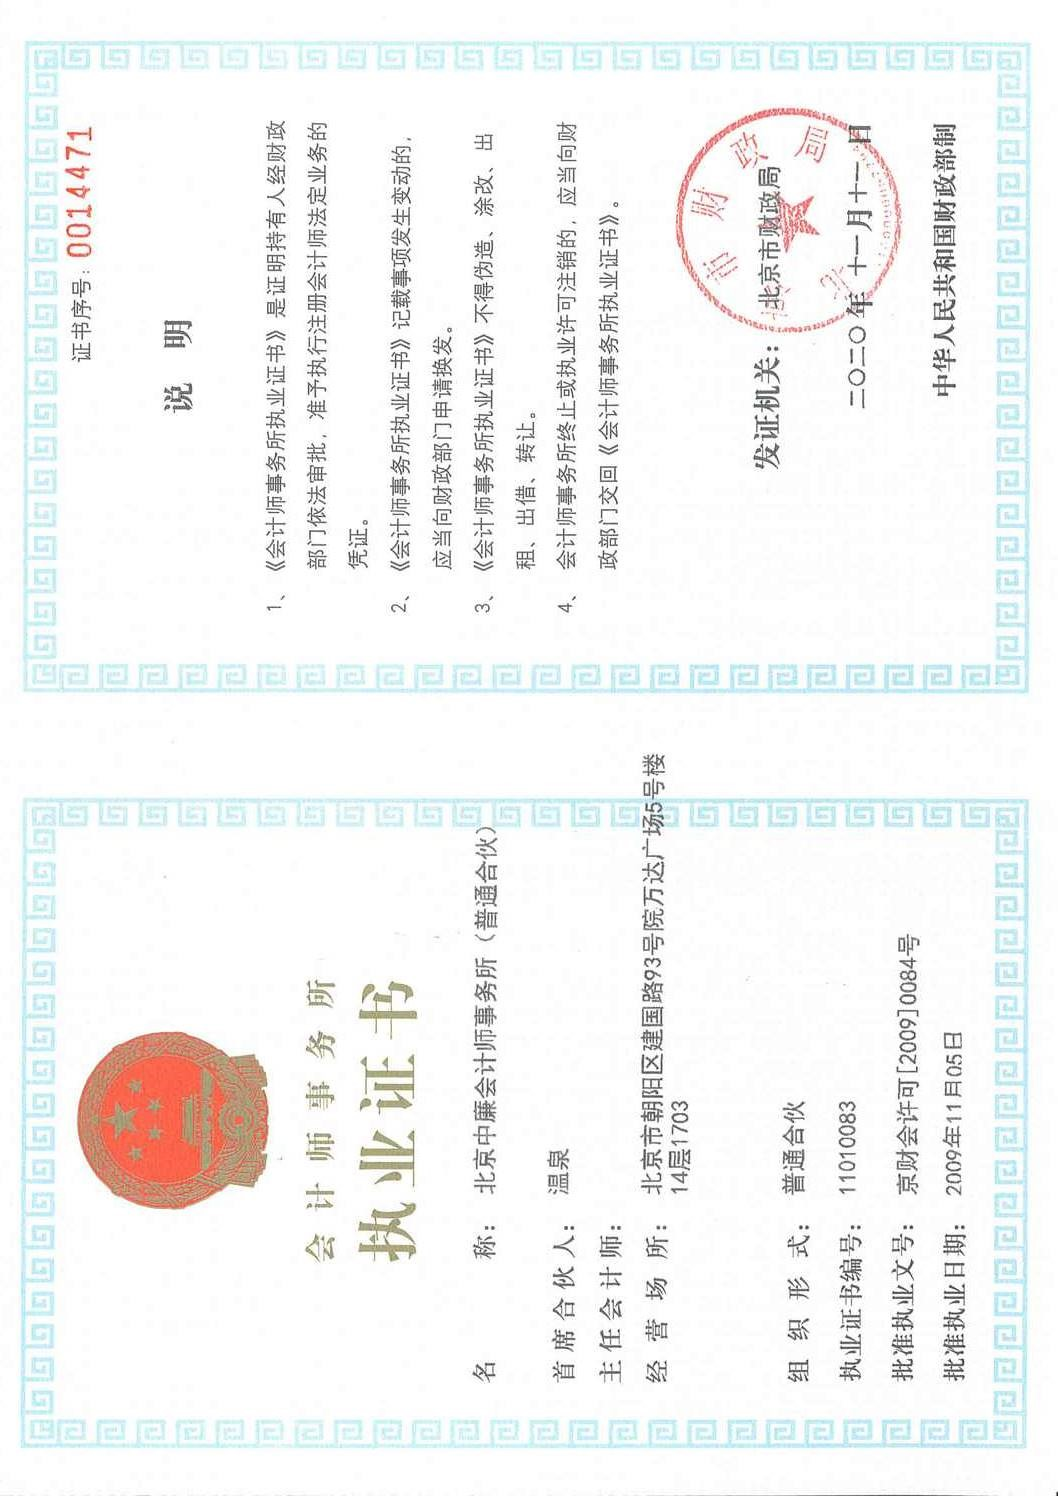 会计师事务所
执业证书
名称：北京中廉会计师事务所（普通合伙）
首席合伙人：温泉
主任会计师：
经营场所：北京市朝阳区建国路93号院万达广场5号楼
14层1703
组织形式：普通合伙
执业证书编号：11010083
批准执业文号：京财会许可[2009]0084号
批准执业日期：2009年11月05日
证书序号：0014471
说明
1、《会计师事务所执业证书》是证明持有人经财政
部门依法审批，准予执行注册会计师法定业务的
凭证。
2、《会计师事务所执业证书》记载事项发生变动的，
应当向财政部门申请换发。
3、《会计师事务所执业证书》不得伪造、涂改、出
租、出借、转让。
4、会计师事务所终止或执业许可注销的，应当向财
政部门交回《会计师事务所执业证书》。
发证机关：北京市财政局
二〇二〇年十一月十一日
中华人民共和国财政部制